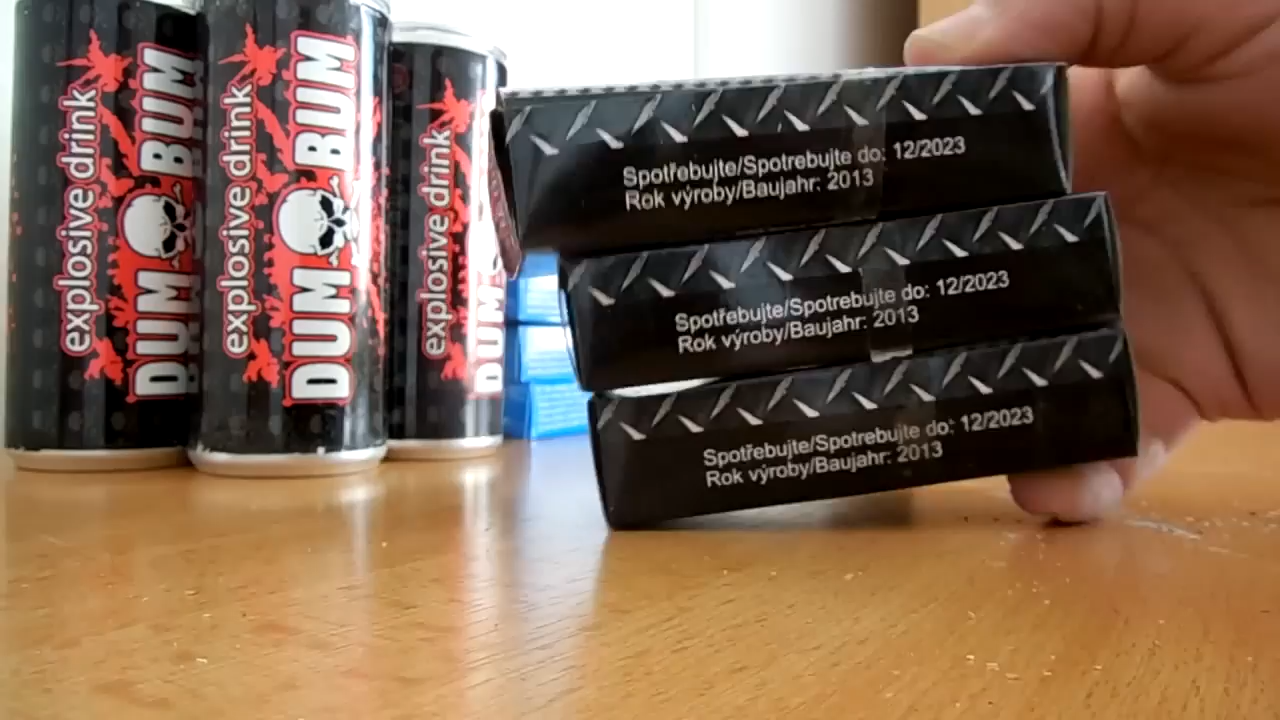 explosive drink
DUM BUM
explosive drink
DUM BUM
explosive drink
DUM
Spotřebujte/Spotrebujte do: 12/2023
Rok výroby/Baujahr: 2013
Spotřebujte/Spotrebujte do: 12/2023
Rok výroby/Baujahr: 2013
Spotřebujte/Spotrebujte do: 12/2023
Rok výroby/Baujahr: 2013